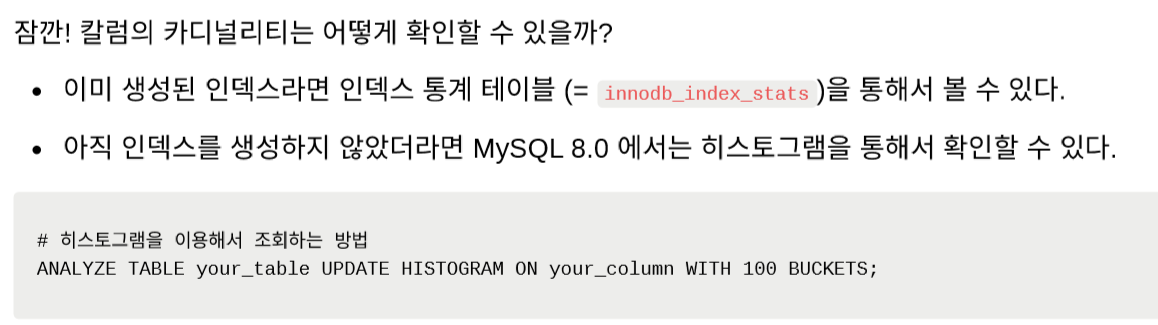 잠깐! 칼럼의 카디널리티는 어떻게 확인할 수 있을까?
• 이미 생성된 인덱스라면 인덱스 통계 테이블 (= innodb_index_stats)을 통해서 볼 수 있다.
• 아직 인덱스를 생성하지 않았더라면 MySQL 8.0 에서는 히스토그램을 통해서 확인할 수 있다.
# 히스토그램을 이용해서 조회하는 방법
ANALYZE TABLE your_table UPDATE HISTOGRAM ON your_column WITH 100 BUCKETS;